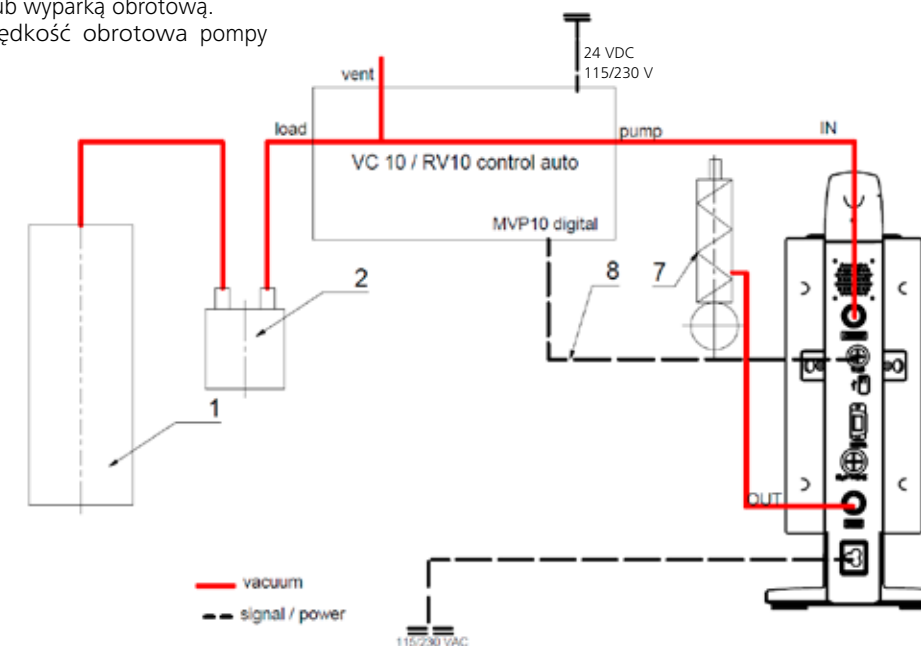 ub wyparką obrotową.
ędkość obrotowa pompy
24 VDC
115/230 V
vent
load
pump
IN
VC 10 / RV10 control auto
MVP10 digital
8
7
2
1
OUT
vacuum
signal / power
115/230 VAC